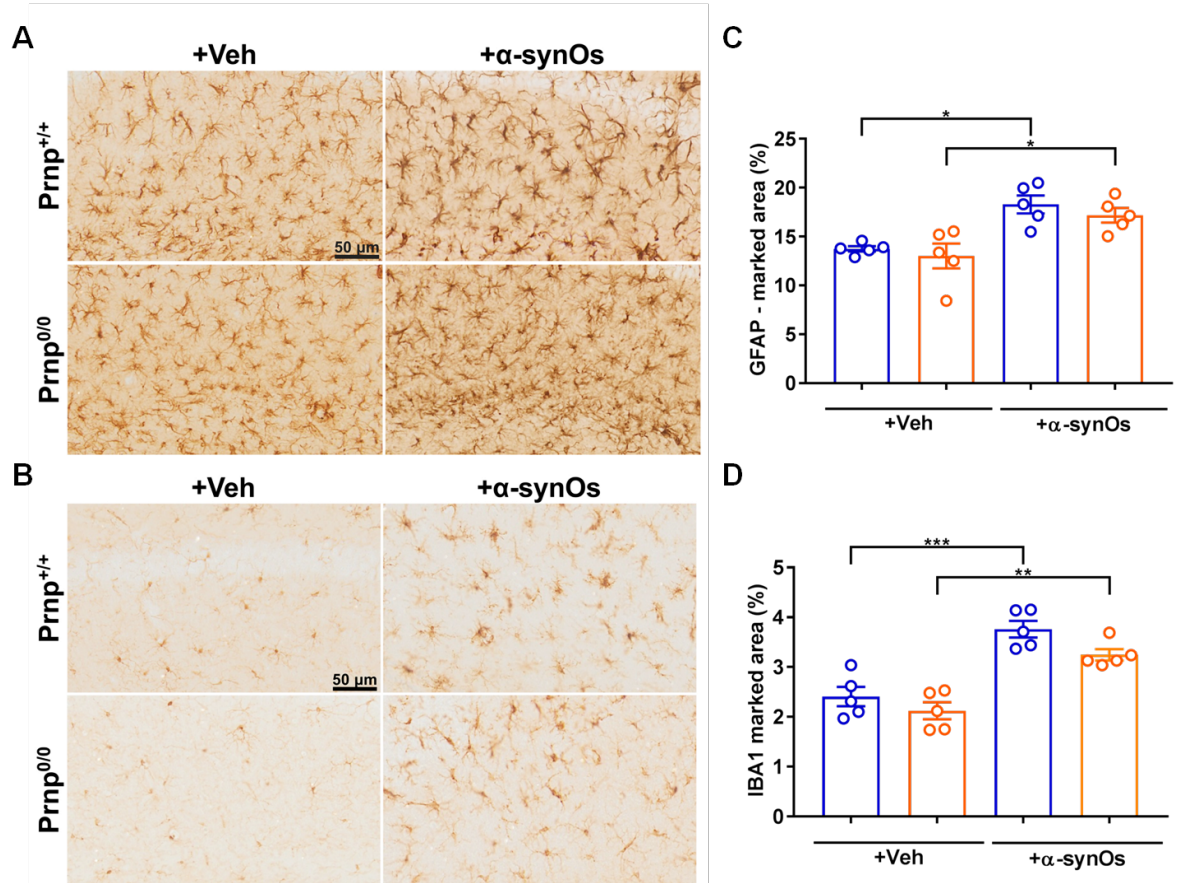 A
+Veh
+α-synOs
Prnp+/+
50 µm
Prnp0/0
B
+Veh
+α-synOs
Prnp+/+
50 µm
Prnp0/0
C
*
*
GFAP - marked area (%)
25
20
15
10
5
0
+Veh
+α-synOs
D
***
**
IBA1 marked area (%)
5
4
3
2
1
0
+Veh
+α-synOs